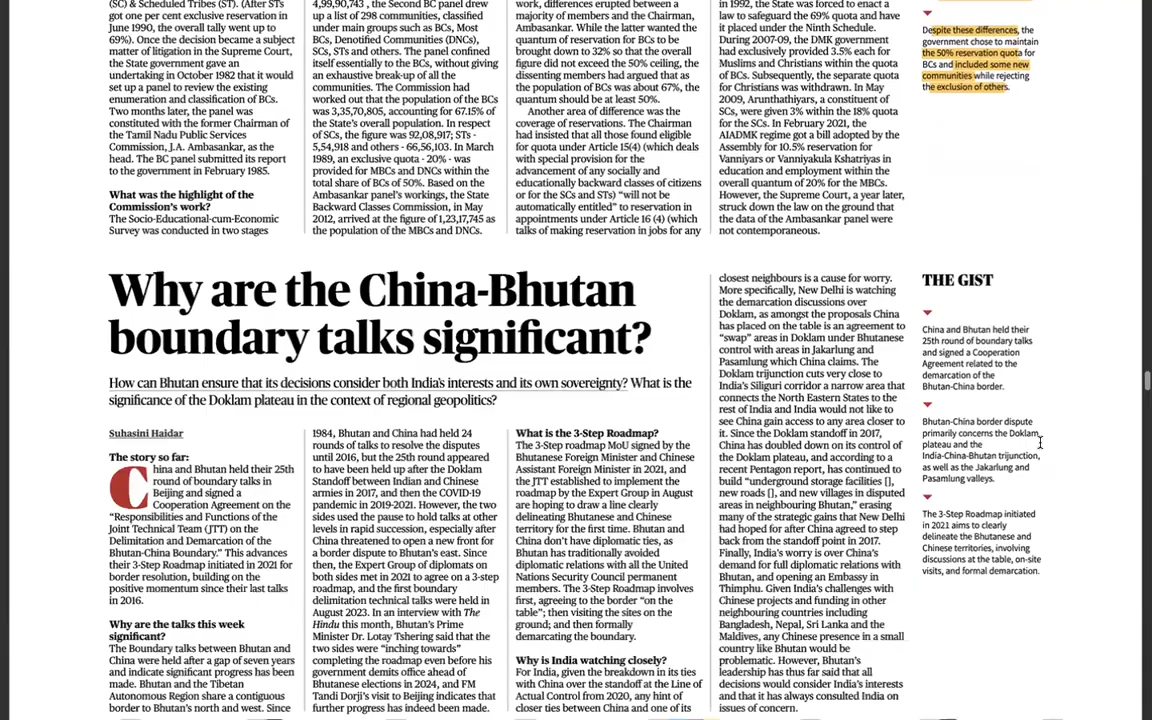 (SC) & Scheduled Tribes (ST). (After STs
got one per cent exclusive reservation in
June 1990, the overall tally went up to
69%). Once the decision became a subject
matter of litigation in the Supreme Court,
the State government gave an
undertaking in October 1982 that it would
set up a panel to review the existing
enumeration and classification of BCs.
Two months later, the panel was
constituted with the former Chairman of
the Tamil Nadu Public Services
Commission, J.A. Ambasankar, as the
head. The BC panel submitted its report
to the government in February 1985.
What was the highlight of the
Commission's work?
The Socio-Educational-cum-Economic
Survey was conducted in two stages
4,99,90,743 , the Second BC panel drew
up a list of 298 communities, classified
under main groups such as BCs, Most
BCs, Denotified Communities (DNCs),
SCs, STs and others. The panel confined
itself essentially to the BCs, without giving
an exhaustive break-up of all the
communities. The Commission had
worked out that the population of the BCs
was 3,35,70,805, accounting for 67.15% of
the State's overall population. In respect
of SCs, the figure was 92,08,917; STs -
5,54,918 and others - 66,56,103. In March
1989, an exclusive quota - 20% - was
provided for MBCs and DNCs within the
total share of BCs of 50%. Based on the
Ambasankar panel's workings, the State
Backward Classes Commission, in May
2012, arrived at the figure of 1,23,17,745 as
the population of the MBCs and DNCs.
work, differences erupted between a
majority of members and the Chairman,
Ambasankar. While the latter wanted the
quantum of reservation for BCs to be
brought down to 32% so that the overall
figure did not exceed the 50% ceiling, the
dissenting members had argued that as
the population of BCs was about 67%, the
quantum should be at least 50%.
Another area of difference was the
coverage of reservations. The Chairman
had insisted that all those found eligible
for quota under Article 15(4) (which deals
with special provision for the
advancement of any socially and
educationally backward classes of citizens
or for the SCs and STs) "will not be
automatically entitled" to reservation in
appointments under Article 16 (4) (which
talks of making reservation in jobs for any
in 1992, the State was forced to enact a
law to safeguard the 69% quota and have
it placed under the Ninth Schedule.
During 2007-09, the DMK government
had exclusively provided 3.5% each for
Muslims and Christians within the quota
of BCs. Subsequently, the separate quota
for Christians was withdrawn. In May
2009, Arunthathiyars, a constituent of
SCs, were given 3% within the 18% quota
for the SCs. In February 2021, the
AIADMK regime got a bill adopted by the
Assembly for 10.5% reservation for
Vanniyars or Vanniyakula Kshatriyas in
education and employment within the
overall quantum of 20% for the MBCs.
However, the Supreme Court, a year later,
struck down the law on the ground that
the data of the Ambasankar panel were
not contemporaneous.
Despite these differences, the
government chose to maintain
the 50% reservation quota for
BCs and included some new
communities while rejecting
the exclusion of others.
Why are the China-Bhutan
boundary talks significant?
How can Bhutan ensure that its decisions consider both India's interests and its own sovereignty? What is the
significance of the Doklam plateau in the context of regional geopolitics?
Suhasini Haidar
The story so far:
China and Bhutan held their 25th
round of boundary talks in
Beijing and signed a
Cooperation Agreement on the
"Responsibilities and Functions of the
Joint Technical Team (JTT) on the
Delimitation and Demarcation of the
Bhutan-China Boundary." This advances
their 3-Step Roadmap initiated in 2021 for
border resolution, building on the
positive momentum since their last talks
in 2016.
Why are the talks this week
significant?
The Boundary talks between Bhutan and
China were held after a gap of seven years
and indicate significant progress has been
made. Bhutan and the Tibetan
Autonomous Region share a contiguous
border to Bhutan's north and west. Since
1984, Bhutan and China had held 24
rounds of talks to resolve the disputes
until 2016, but the 25th round appeared
to have been held up after the Doklam
Standoff between Indian and Chinese
armies in 2017, and then the COVID-19
pandemic in 2019-2021. However, the two
sides used the pause to hold talks at other
levels in rapid succession, especially after
China threatened to open a new front for
a border dispute to Bhutan's east. Since
then, the Expert Group of diplomats on
both sides met in 2021 to agree on a 3-step
roadmap, and the first boundary
delimitation technical talks were held in
August 2023. In an interview with The
Hindu this month, Bhutan's Prime
Minister Dr. Lotay Tshering said that the
two sides were "inching towards"
completing the roadmap even before his
government demits office ahead of
Bhutanese elections in 2024, and FM
Tandi Dorji's visit to Beijing indicates that
further progress has indeed been made.
What is the 3-Step Roadmap?
The 3-Step roadmap MoU signed by the
Bhutanese Foreign Minister and Chinese
Assistant Foreign Minister in 2021, and
the JTT established to implement the
roadmap by the Expert Group in August
are hoping to draw a line clearly
delineating Bhutanese and Chinese
territory for the first time. Bhutan and
China don't have diplomatic ties, as
Bhutan has traditionally avoided
diplomatic relations with all the United
Nations Security Council permanent
members. The 3-Step Roadmap involves
first, agreeing to the border "on the
table"; then visiting the sites on the
ground; and then formally
demarcating the boundary.
Why is India watching closely?
For India, given the breakdown in its ties
with China over the standoff at the Line of
Actual Control from 2020, any hint of
closer ties between China and one of its
closest neighbours is a cause for worry.
More specifically, New Delhi is watching
the demarcation discussions over
Doklam, as amongst the proposals China
has placed on the table is an agreement to
"swap" areas in Doklam under Bhutanese
control with areas in Jakarlung and
Pasamlung which China claims. The
Doklam trijunction cuts very close to
India's Siliguri corridor a narrow area that
connects the North Eastern States to the
rest of India and India would not like to
see China gain access to any area closer to
it. Since the Doklam standoff in 2017,
China has doubled down on its control of
the Doklam plateau, and according to a
recent Pentagon report, has continued to
build "underground storage facilities [],
new roads [], and new villages in disputed
areas in neighbouring Bhutan," erasing
many of the strategic gains that New Delhi
had hoped for after China agreed to step
back from the standoff point in 2017.
Finally, India's worry is over China's
demand for full diplomatic relations with
Bhutan, and opening an Embassy in
Thimphu. Given India's challenges with
Chinese projects and funding in other
neighbouring countries including
Bangladesh, Nepal, Sri Lanka and the
Maldives, any Chinese presence in a small
country like Bhutan would be
problematic. However, Bhutan's
leadership has thus far said that all
decisions would consider India's interests
and that it has always consulted India on
issues of concern.
THE GIST
China and Bhutan held their
25th round of boundary talks
and signed a Cooperation
Agreement related to the
demarcation of the
Bhutan-China border.
Bhutan-China border dispute
primarily concerns the Doklam
plateau and the
India-China-Bhutan trijunction,
as well as the Jakarlung and
Pasamlung valleys.
The 3-Step Roadmap initiated
in 2021 aims to clearly
delineate the Bhutanese and
Chinese territories, involving
discussions at the table, on-site
visits, and formal demarcation.